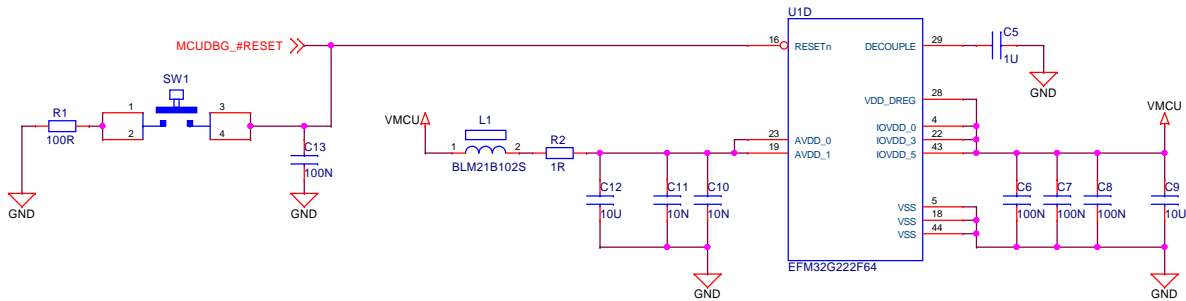 U1D
MCUDBG_#RESET
16
RESETn
DECOUPLE
29
C5
1U
GND
SW1
R1
100R
1
2
3
4
C13
100N
GND
GND
VMCU
L1
1
2
BLM21B102S
R2
1R
23
19
AVDD_0
AVDD_1
VDD_DREG
28
IOVDD_0
4
IOVDD_3
22
IOVDD_5
43
VMCU
C12
10U
C11
10N
C10
10N
GND
VSS
5
VSS
18
VSS
44
C6
100N
C7
100N
C8
100N
C9
10U
GND
EFM32G222F64